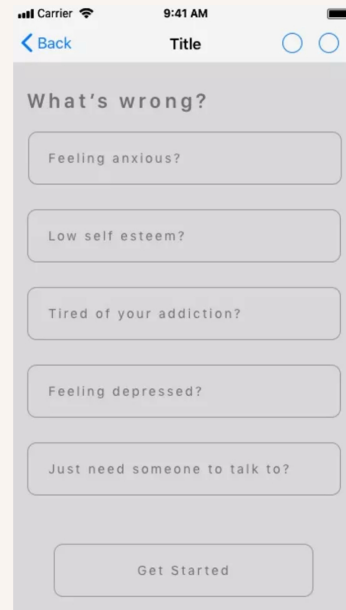 Carrier 9:41 AM
Back Title
What's wrong?
Feeling anxious?
Low self esteem?
Tired of your addiction?
Feeling depressed?
Just need someone to talk to?
Get Started